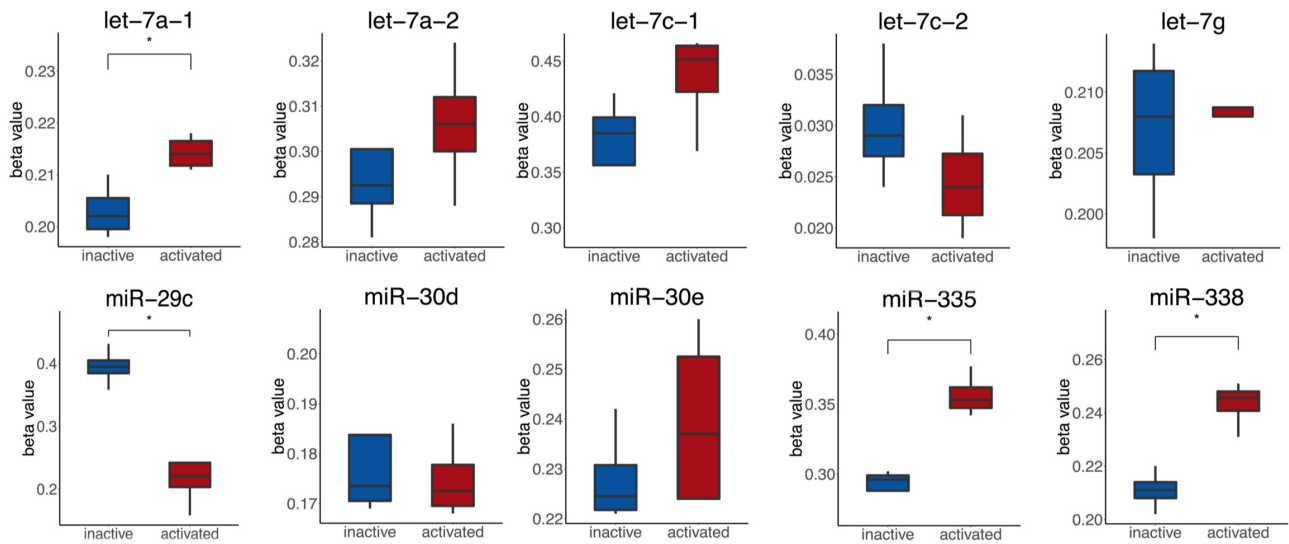 let-7a-1
*
beta value
0.23
0.22
0.21
0.20
inactive activated
let-7a-2
beta value
0.32
0.31
0.30
0.29
0.28
inactive activated
let-7c-1
beta value
0.45
0.40
0.35
0.30
inactive activated
let-7c-2
beta value
0.035
0.030
0.025
0.020
inactive activated
let-7g
beta value
0.210
0.205
0.200
inactive activated
miR-29c
*
beta value
0.4
0.3
0.2
inactive activated
miR-30d
beta value
0.20
0.19
0.18
0.17
inactive activated
miR-30e
beta value
0.26
0.25
0.24
0.23
0.22
inactive activated
miR-335
*
beta value
0.40
0.35
0.30
inactive activated
miR-338
*
beta value
0.26
0.24
0.22
0.20
inactive activated